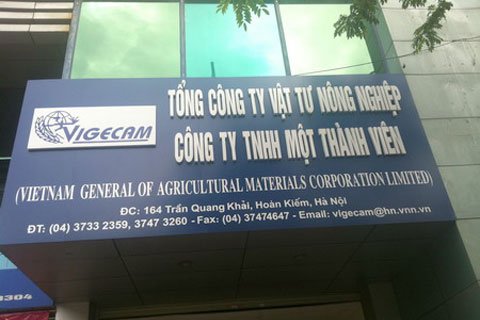 VIGECAM
TỔNG CÔNG TY VẬT TƯ NÔNG NGHIỆP
CÔNG TY TNHH MỘT THÀNH VIÊN
(VIETNAM GENERAL OF AGRICULTURAL MATERIALS CORPORATION LIMITED)
ĐC: 164 Trần Quang Khải, Hoàn Kiếm, Hà Nội
ĐT: (04) 3733 2359, 3747 3260 - Fax: (04) 37474647 - Email: vigecam@hn.vnn.vn